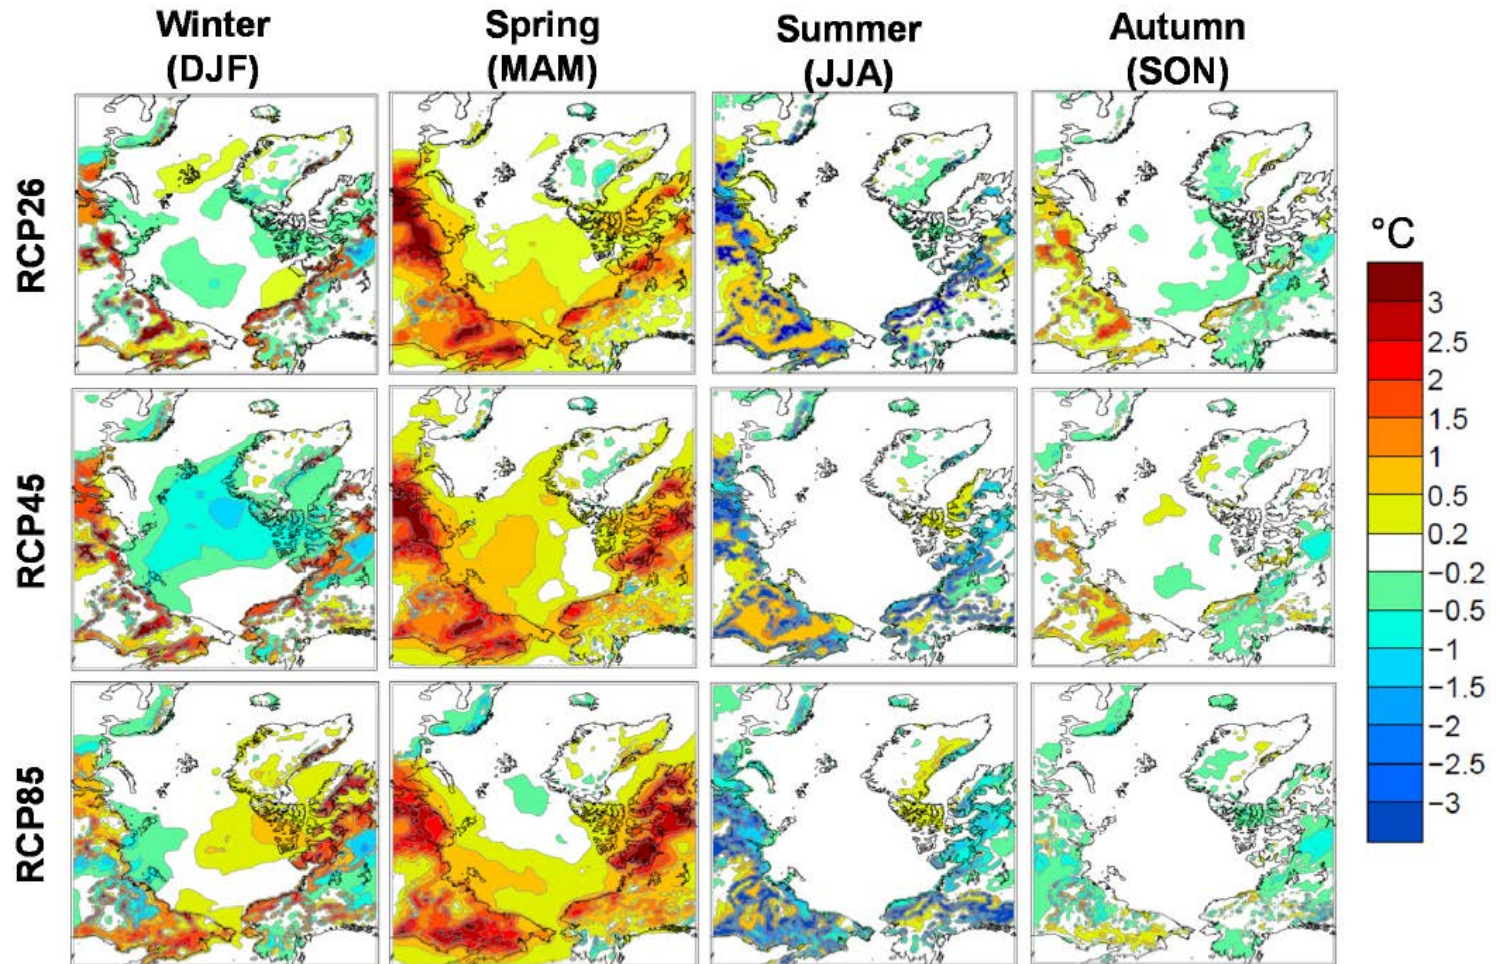 Winter
(DJF)
Spring
(MAM)
Summer
(JJA)
Autumn
(SON)
RCP26
RCP45
RCP85
°C
3
2.5
2
1.5
1
0.5
0.2
−0.2
−0.5
−1
−1.5
−2
−2.5
−3